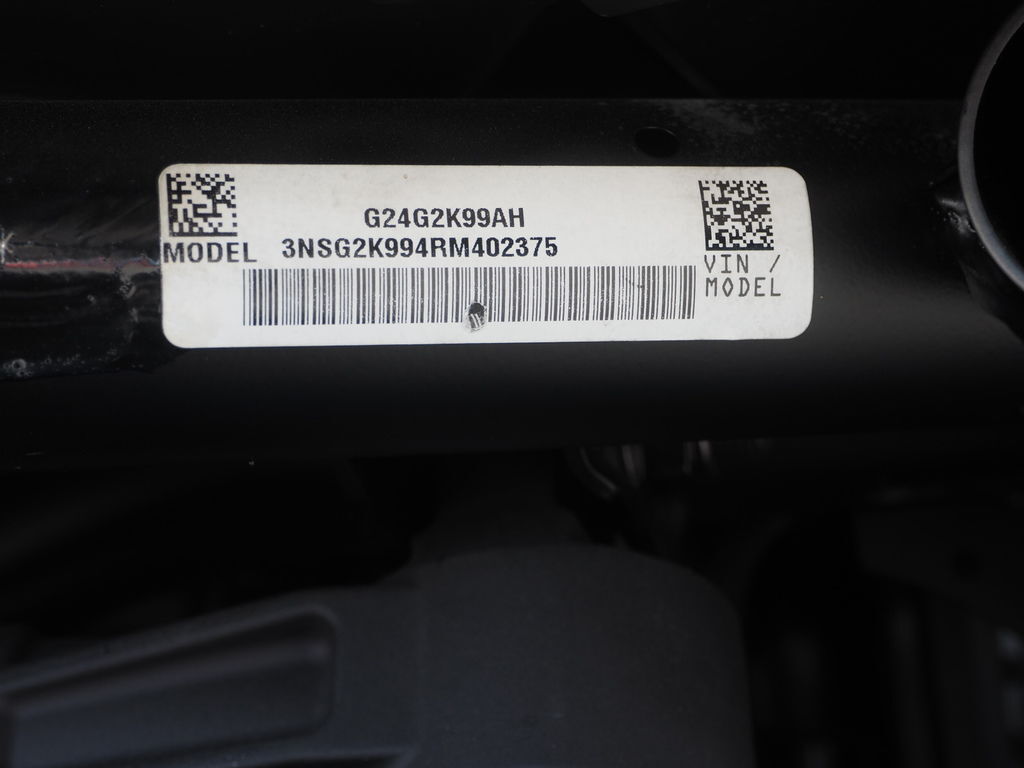 G24G2K99AH
MODEL 3NSG2K994RM402375
VIN /
MODEL